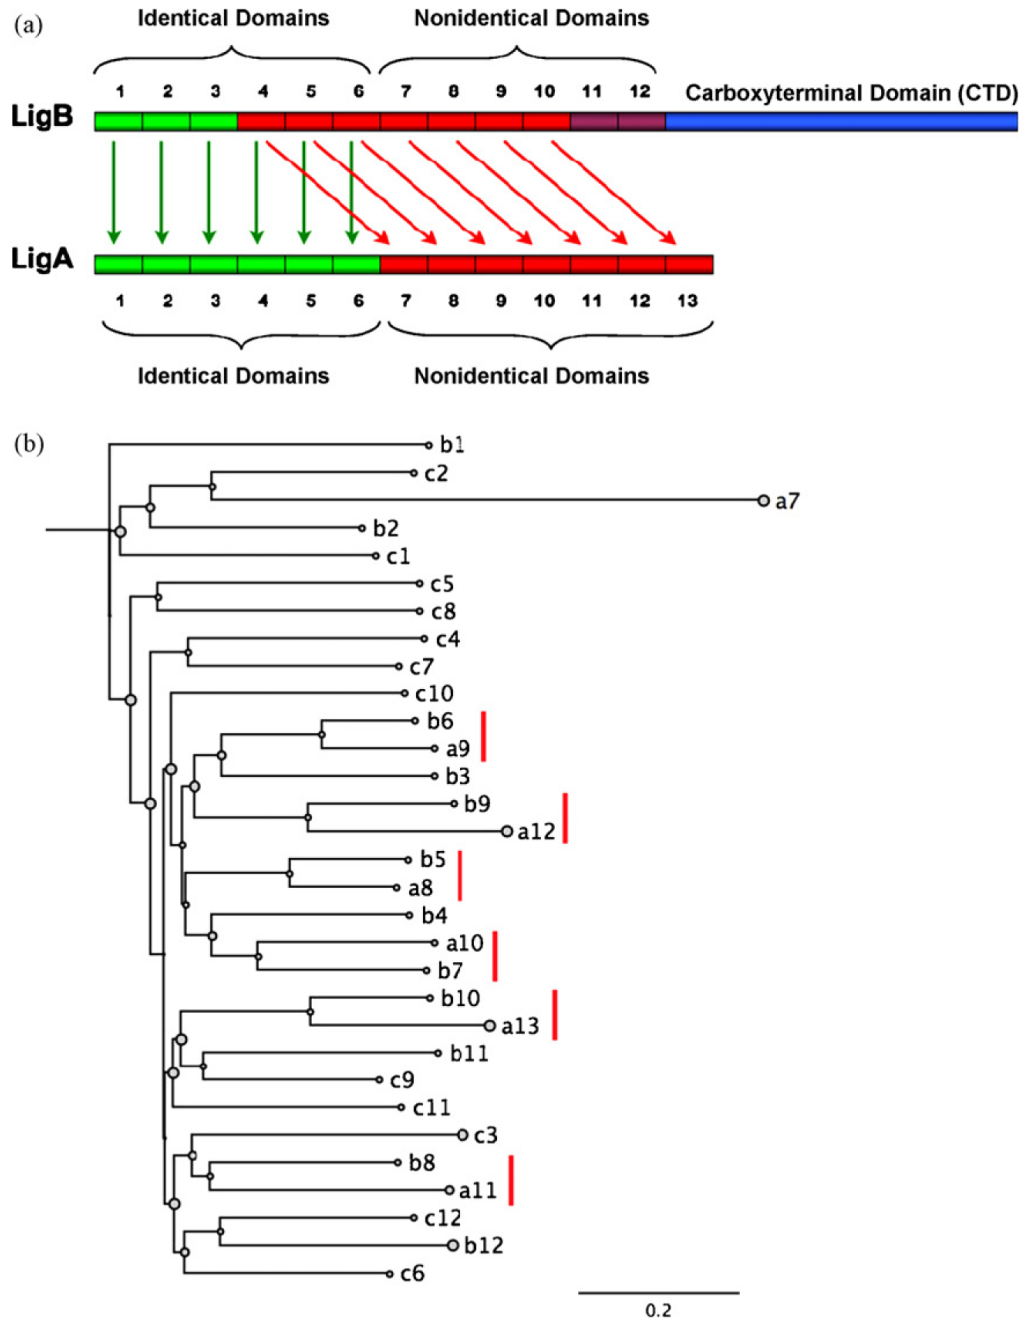 (a)
Identical Domains Nonidentical Domains
1 2 3 4 5 6 7 8 9 10 11 12 Carboxyterminal Domain (CTD)
LigB
LigA
1 2 3 4 5 6 7 8 9 10 11 12 13
Identical Domains Nonidentical Domains
(b)
b1
c2
a7
b2
c1
c5
c8
c4
c7
c10
b6
a9
b3
b9
a12
b5
a8
b4
a10
b7
b10
a13
b11
c9
c11
c3
b8
a11
c12
b12
c6
0.2